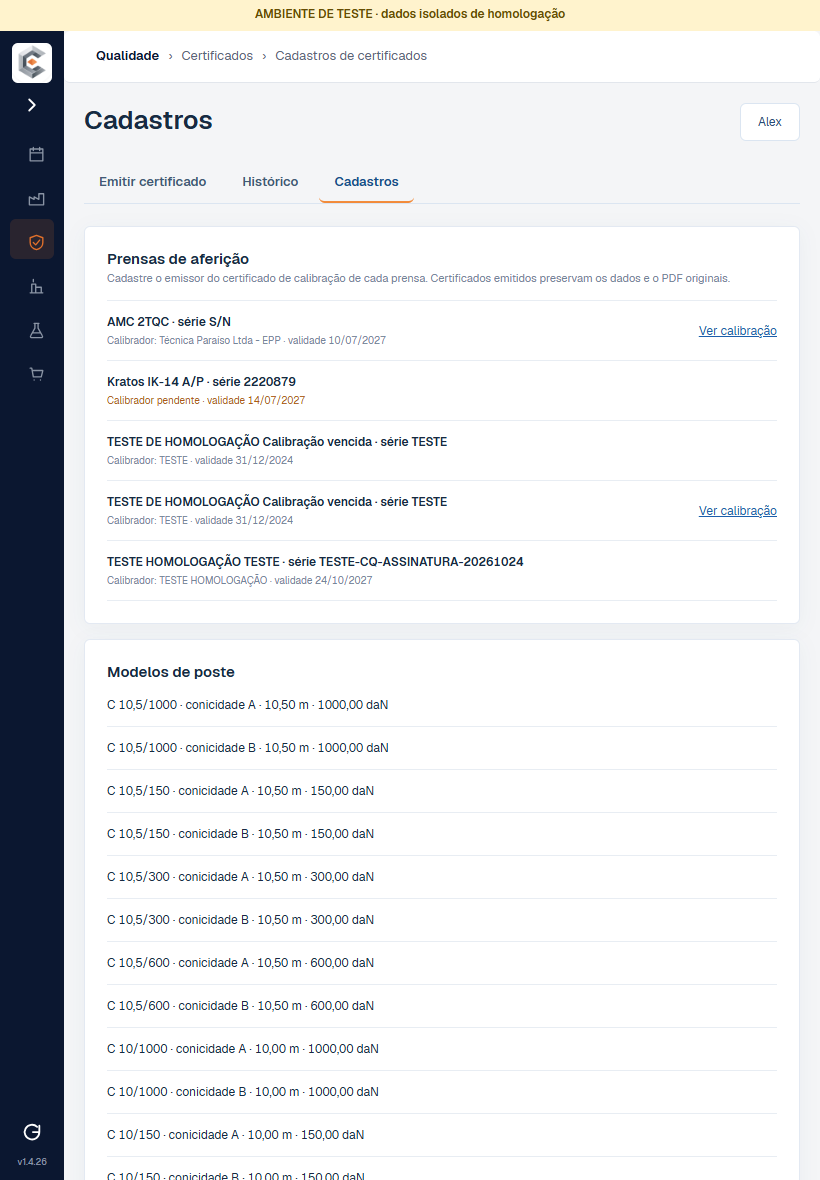 AMBIENTE DE TESTE · dados isolados de homologação
Qualidade › Certificados › Cadastros de certificados
Cadastros
Alex
Emitir certificado Histórico Cadastros
Prensas de aferição
Cadastre o emissor do certificado de calibração de cada prensa. Certificados emitidos preservam os dados e o PDF originais.
AMC 2TQC · série S/N
Calibrador: Técnica Paraiso Ltda - EPP · validade 10/07/2027
Ver calibração
Kratos IK-14 A/P · série 2220879
Calibrador pendente · validade 14/07/2027
TESTE DE HOMOLOGAÇÃO Calibração vencida · série TESTE
Calibrador: TESTE · validade 31/12/2024
TESTE DE HOMOLOGAÇÃO Calibração vencida · série TESTE
Calibrador: TESTE · validade 31/12/2024
Ver calibração
TESTE HOMOLOGAÇÃO TESTE · série TESTE-CQ-ASSINATURA-20261024
Calibrador: TESTE HOMOLOGAÇÃO · validade 24/10/2027
Modelos de poste
C 10,5/1000 · conicidade A · 10,50 m · 1000,00 daN
C 10,5/1000 · conicidade B · 10,50 m · 1000,00 daN
C 10,5/150 · conicidade A · 10,50 m · 150,00 daN
C 10,5/150 · conicidade B · 10,50 m · 150,00 daN
C 10,5/300 · conicidade A · 10,50 m · 300,00 daN
C 10,5/300 · conicidade B · 10,50 m · 300,00 daN
C 10,5/600 · conicidade A · 10,50 m · 600,00 daN
C 10,5/600 · conicidade B · 10,50 m · 600,00 daN
C 10/1000 · conicidade A · 10,00 m · 1000,00 daN
C 10/1000 · conicidade B · 10,00 m · 1000,00 daN
C 10/150 · conicidade A · 10,00 m · 150,00 daN
C 10/150 · conicidade B · 10,00 m · 150,00 daN
v1.4.26